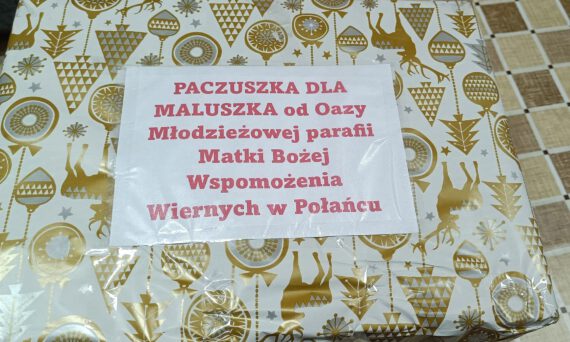 PACZUSZKA DLA
MALUSZKA od Oazy
Młodzieżowej parafii
Matki Bożej
Wspomożenia
Wiernych w Połańcu